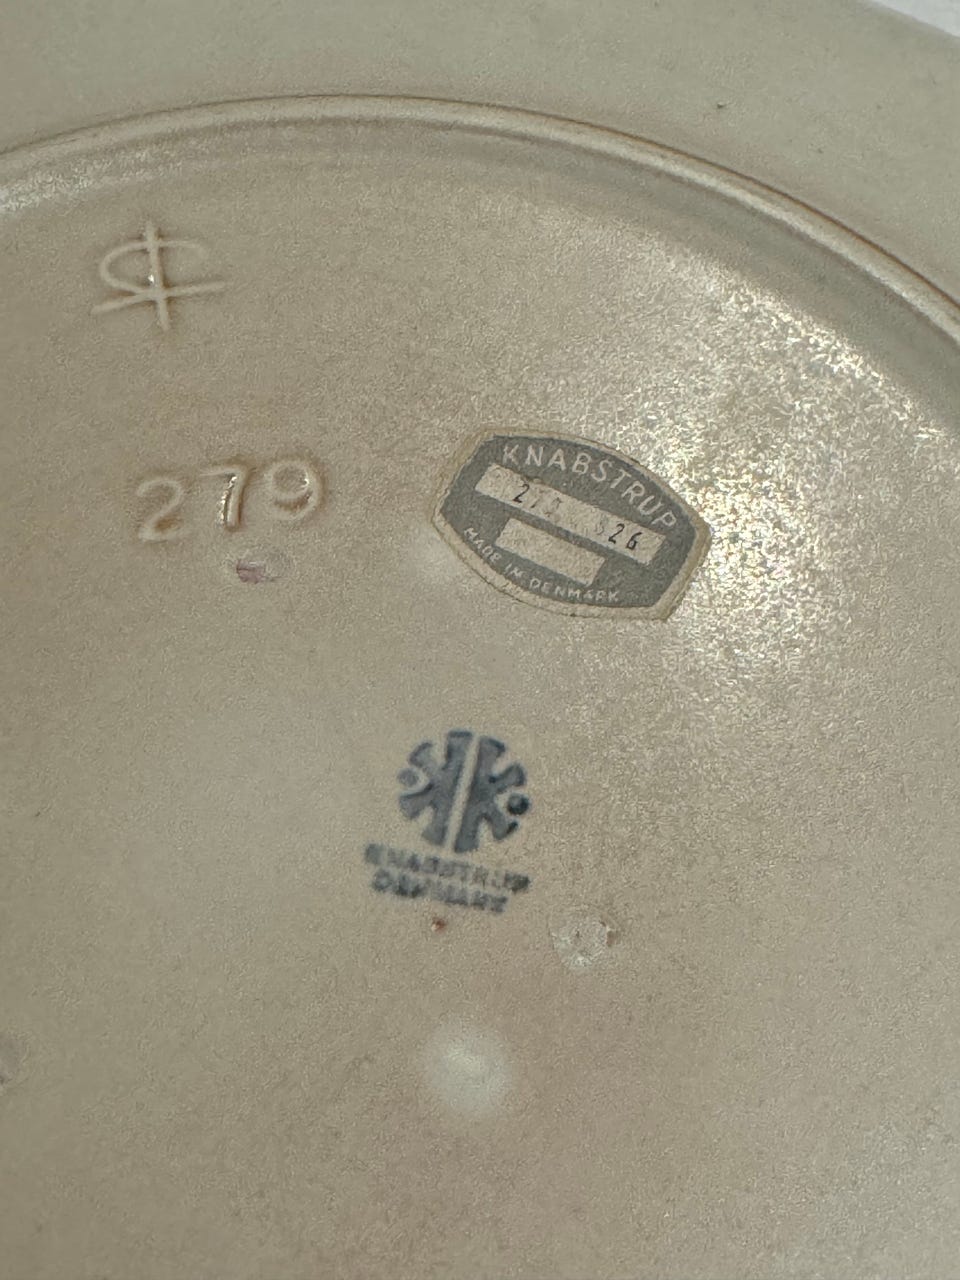 279
KNABSTRUP
26
MADE IN DENMARK
KNABSTRUP
DENMARK